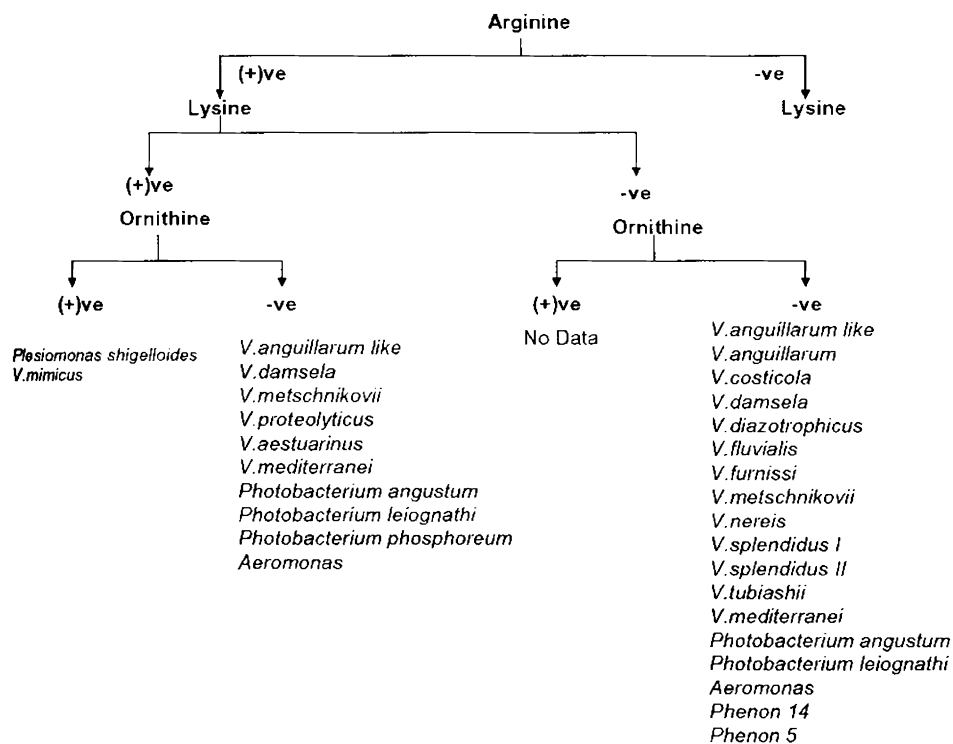 Arginine
(+)ve
-ve
Lysine
Lysine
(+)ve
-ve
Ornithine
Ornithine
(+)ve
-ve
(+)ve
-ve
Plesiomonas shigelloides
V.mimicus
V.anguillarum like
V.damsela
V.metschnikovii
V.proteolyticus
V.aestuarinus
V.mediterranei
Photobacterium angustum
Photobacterium leiognathi
Photobacterium phosphoreum
Aeromonas
No Data
V.anguillarum like
V.anguillarum
V.costicola
V.damsela
V.diazotrophicus
V.fluvialis
V.furnissi
V.metschnikovii
V.nereis
V.splendidus I
V.splendidus II
V.tubiashii
V.mediterranei
Photobacterium angustum
Photobacterium leiognathi
Aeromonas
Phenon 14
Phenon 5